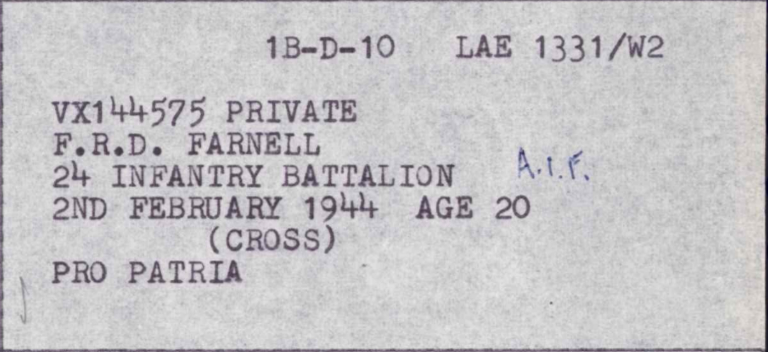 1B-D-10 LAE 1331/W2
VX144575 PRIVATE
F.R.D. FARNELL
24 INFANTRY BATTALION A.I.F.
2ND FEBRUARY 1944 AGE 20
(CROSS)
PRO PATRIA